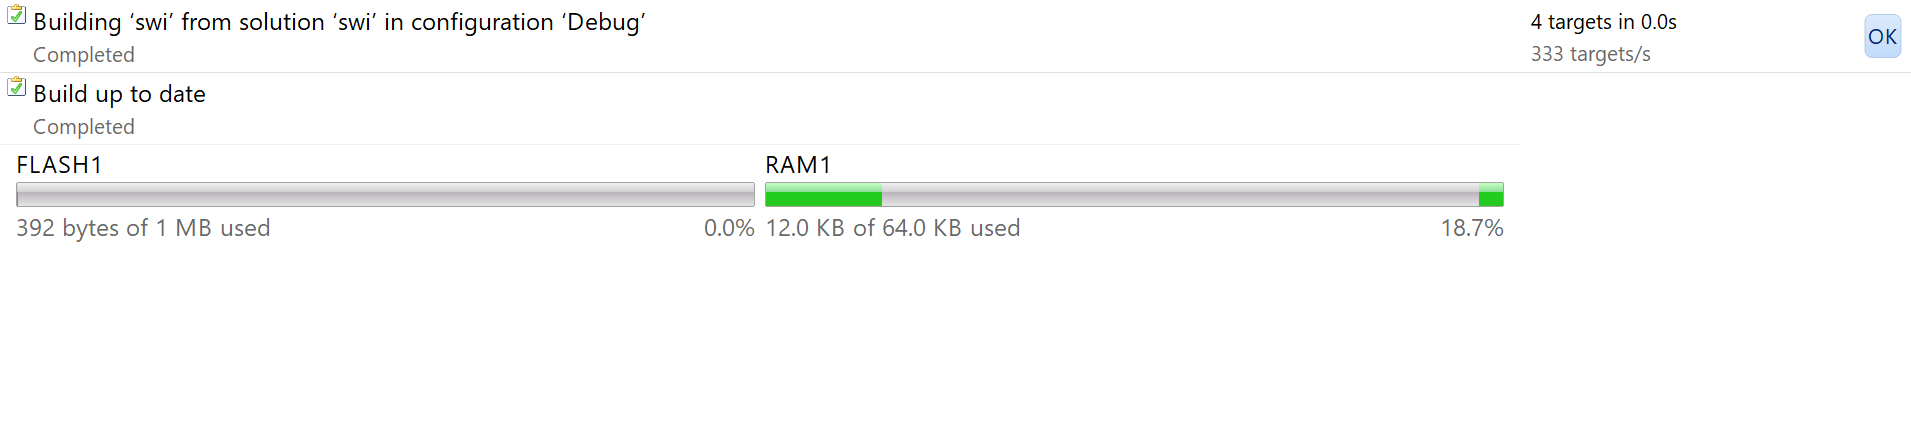 Building ‘swi’ from solution ‘swi’ in configuration ‘Debug’
Completed
4 targets in 0.0s
333 targets/s
OK
Build up to date
Completed
FLASH1
392 bytes of 1 MB used
0.0%
RAM1
12.0 KB of 64.0 KB used
18.7%